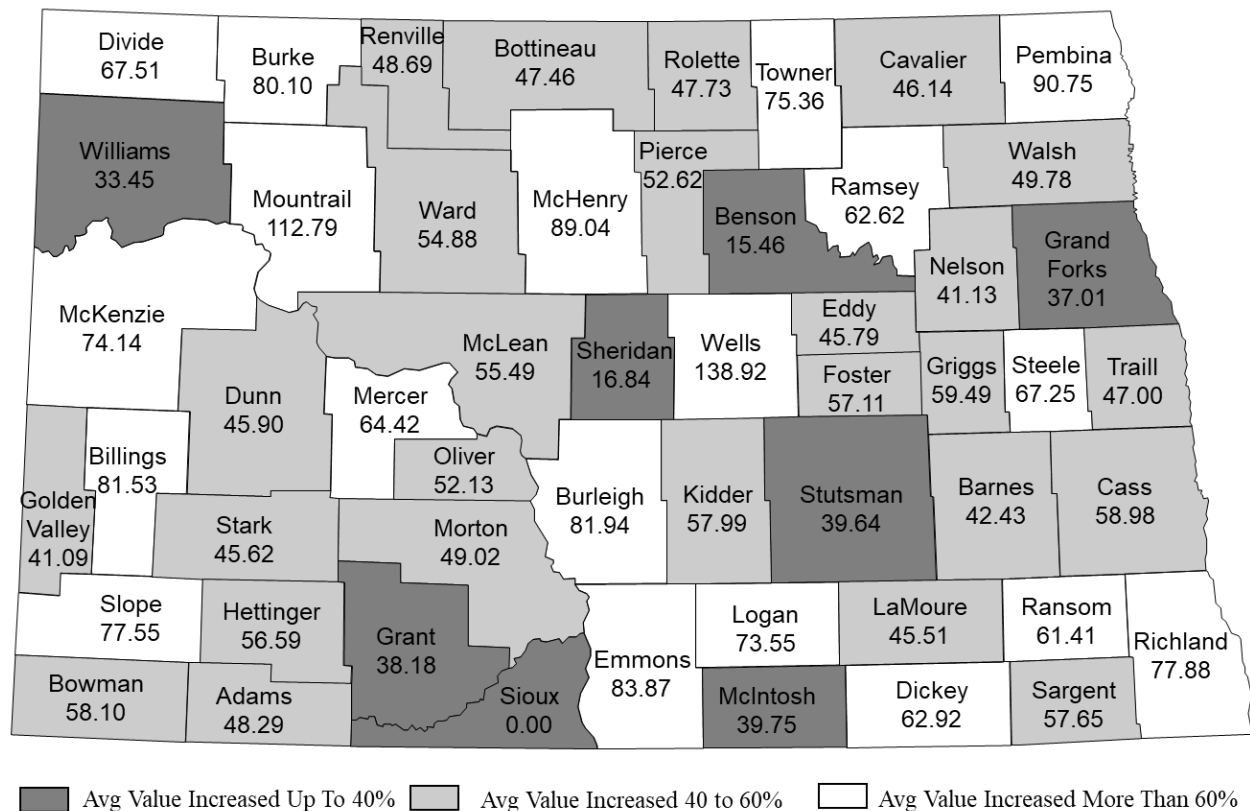 Divide
67.51
Burke
80.10
Renville
48.69
Bottineau
47.46
Rolette
47.73
Towner
75.36
Cavalier
46.14
Pembina
90.75
Williams
33.45
Mountrail
112.79
Ward
54.88
McHenry
89.04
Pierce
52.62
Benson
15.46
Ramsey
62.62
Walsh
49.78
Nelson
41.13
Grand
Forks
37.01
McKenzie
74.14
Dunn
45.90
Mercer
64.42
McLean
55.49
Sheridan
16.84
Wells
138.92
Eddy
45.79
Foster
57.11
Griggs
59.49
Steele
67.25
Traill
47.00
Golden
Valley
41.09
Billings
81.53
Stark
45.62
Oliver
52.13
Morton
49.02
Burleigh
81.94
Kidder
57.99
Stutsman
39.64
Barnes
42.43
Cass
58.98
Slope
77.55
Hettinger
56.59
Grant
38.18
Bowman
58.10
Adams
48.29
Sioux
0.00
Emmons
83.87
Logan
73.55
McIntosh
39.75
LaMoure
45.51
Dickey
62.92
Ransom
61.41
Sargent
57.65
Richland
77.88
Avg Value Increased Up To 40%
Avg Value Increased 40 to 60%
Avg Value Increased More Than 60%